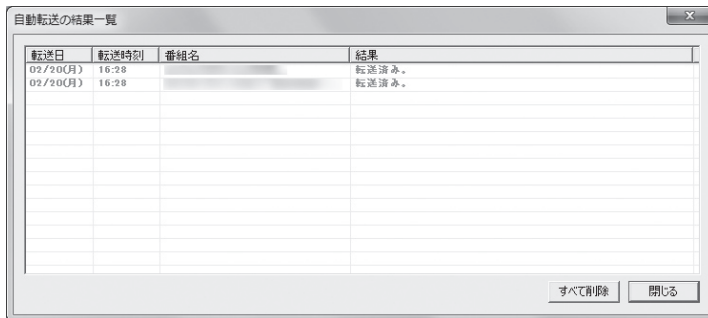 自動転送の結果一覧
転送日 転送時刻 番組名 結果
02/20(月) 16:28 転送済み。
02/20(月) 16:28 転送済み。
すべて削除 閉じる